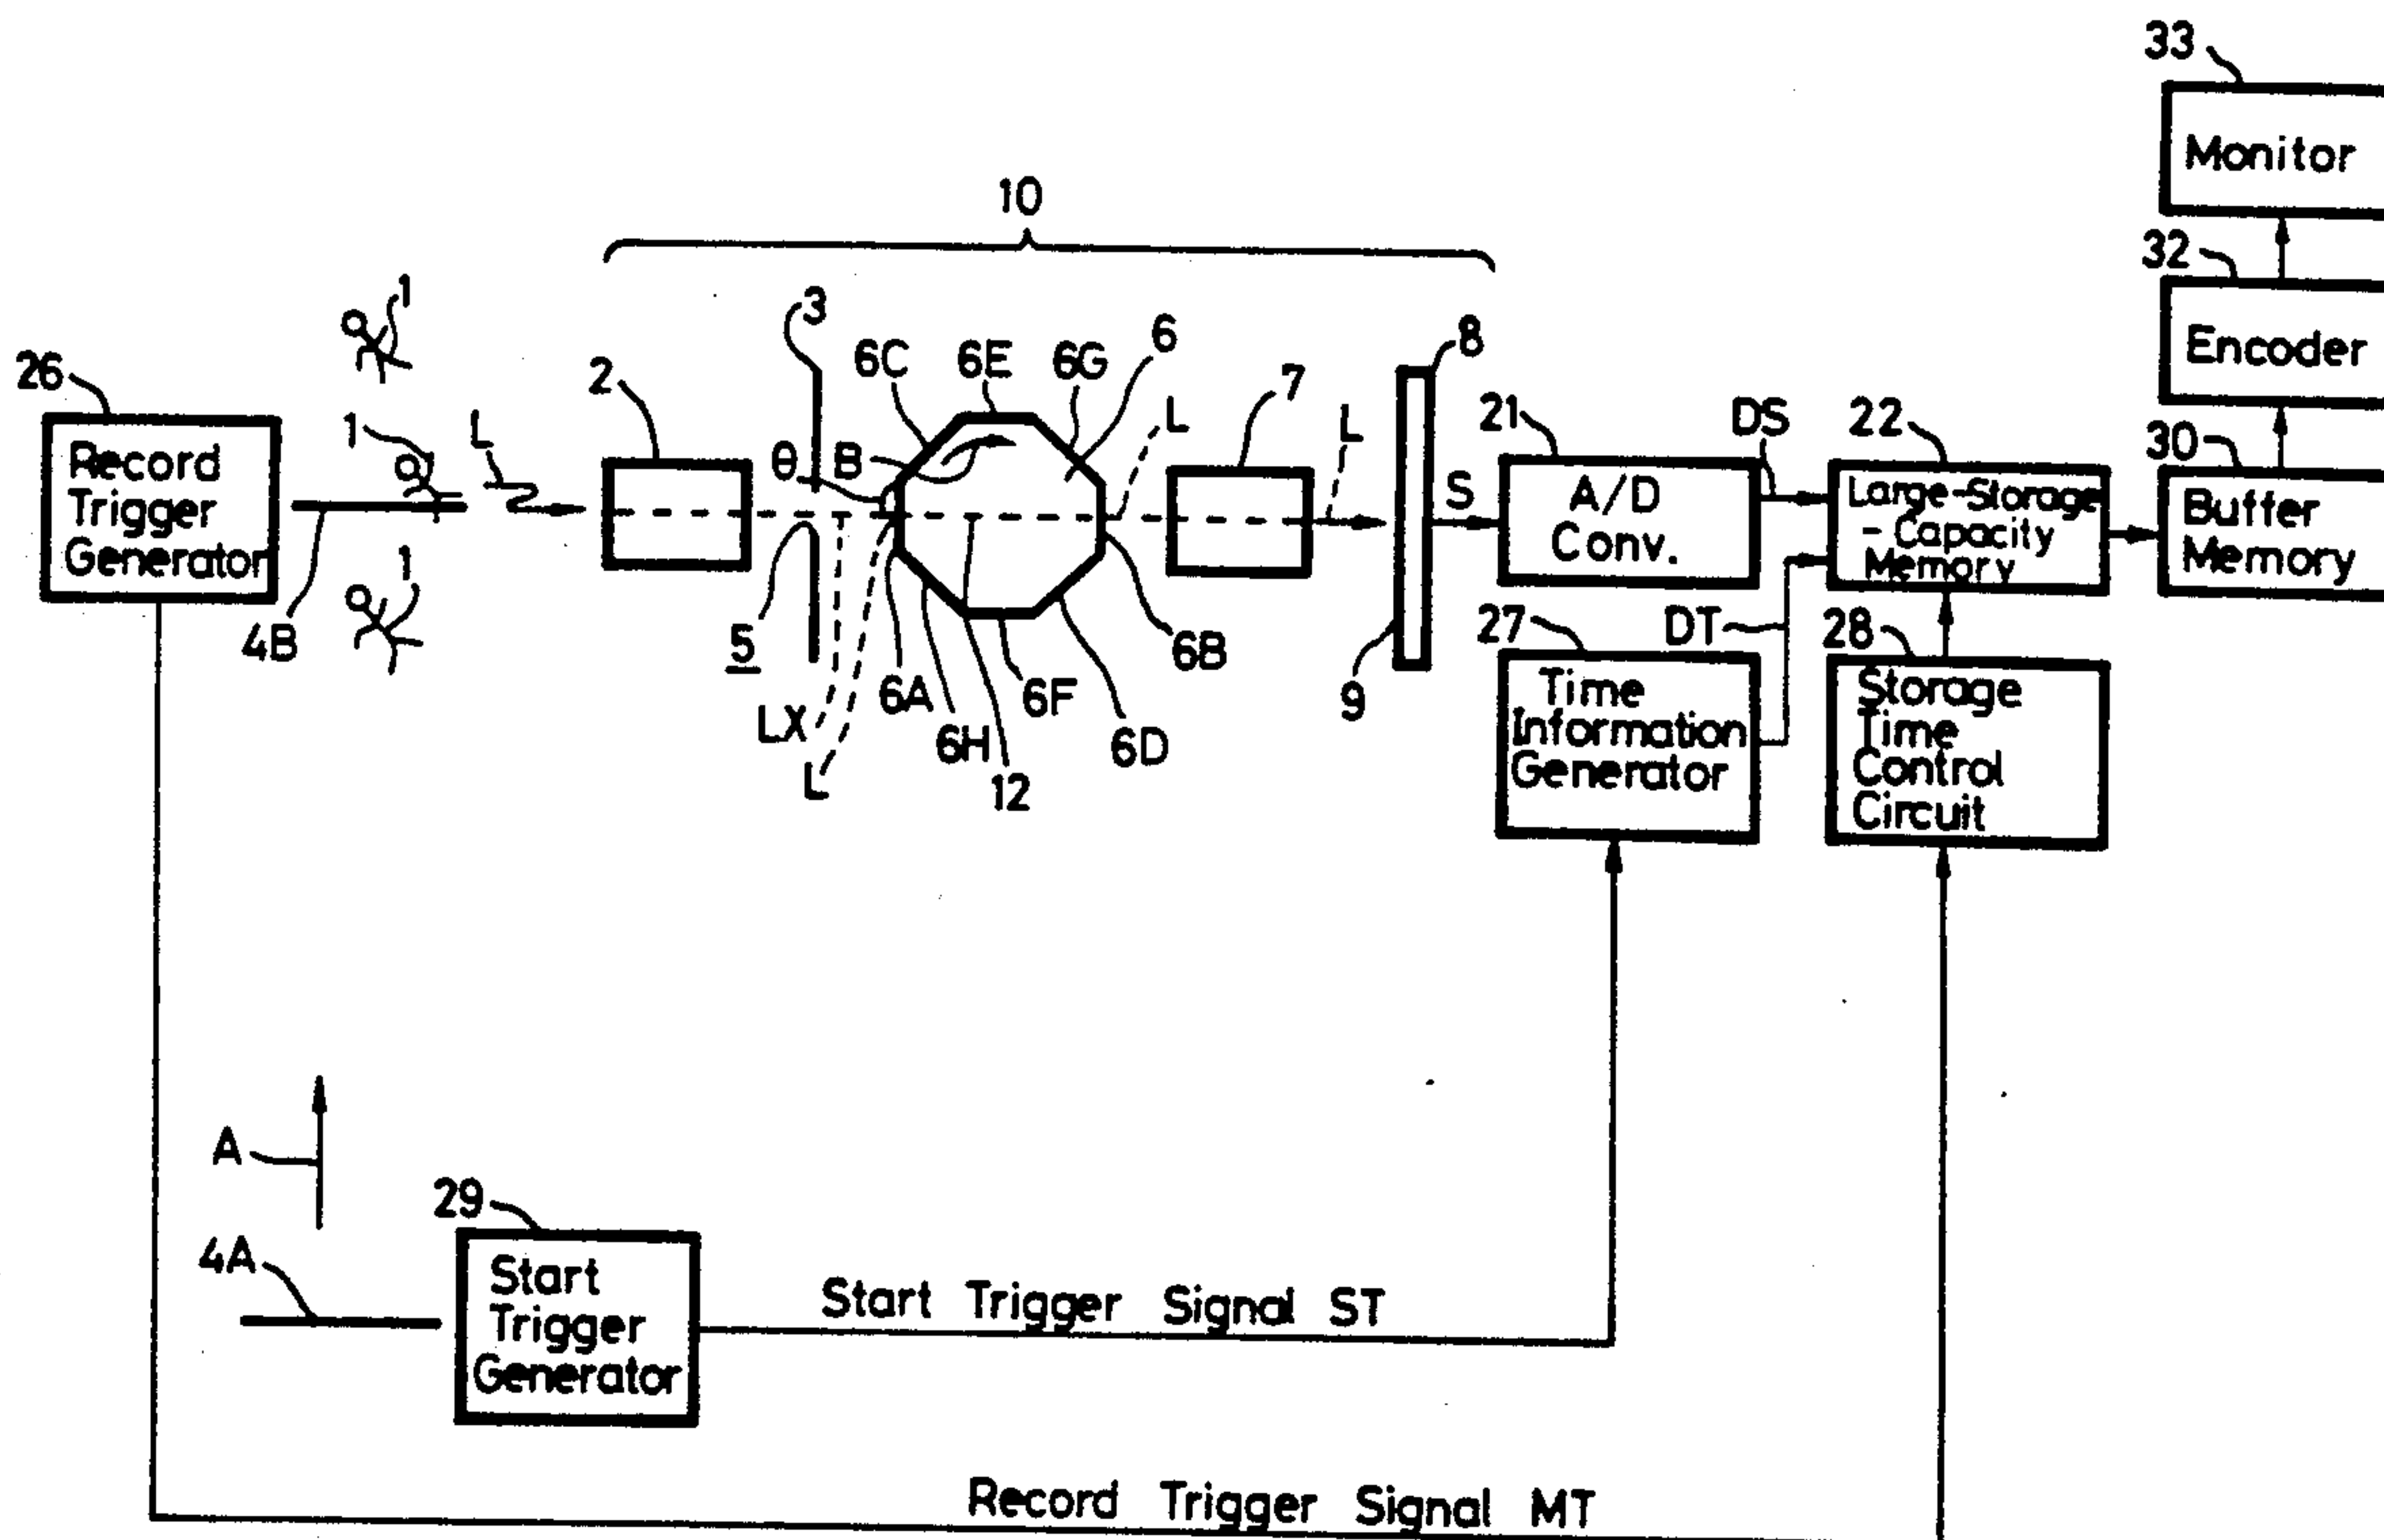 33
Monitor
10
32
Encoder
1
3
6C
6E
6G
6
8
26
Record
Trigger
Generator
1
L
2
θ
B
L
7
L
S
21
A/D
Conv.
DS
22
Large-Storage
-Capacity
Memory
30
Buffer
Memory
4B
1
5
LX
L
6A
6H
12
6F
6D
6B
9
27
Time
Information
Generator
DT
28
Storage
Time
Control
Circuit
A
4A
29
Start
Trigger
Generator
Start Trigger Signal ST
Record Trigger Signal MT